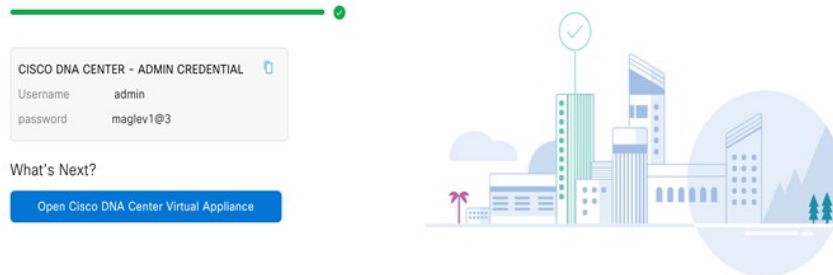 CISCO DNA CENTER - ADMIN CREDENTIAL
Username admin
password maglev1@3
What's Next?
Open Cisco DNA Center Virtual Appliance